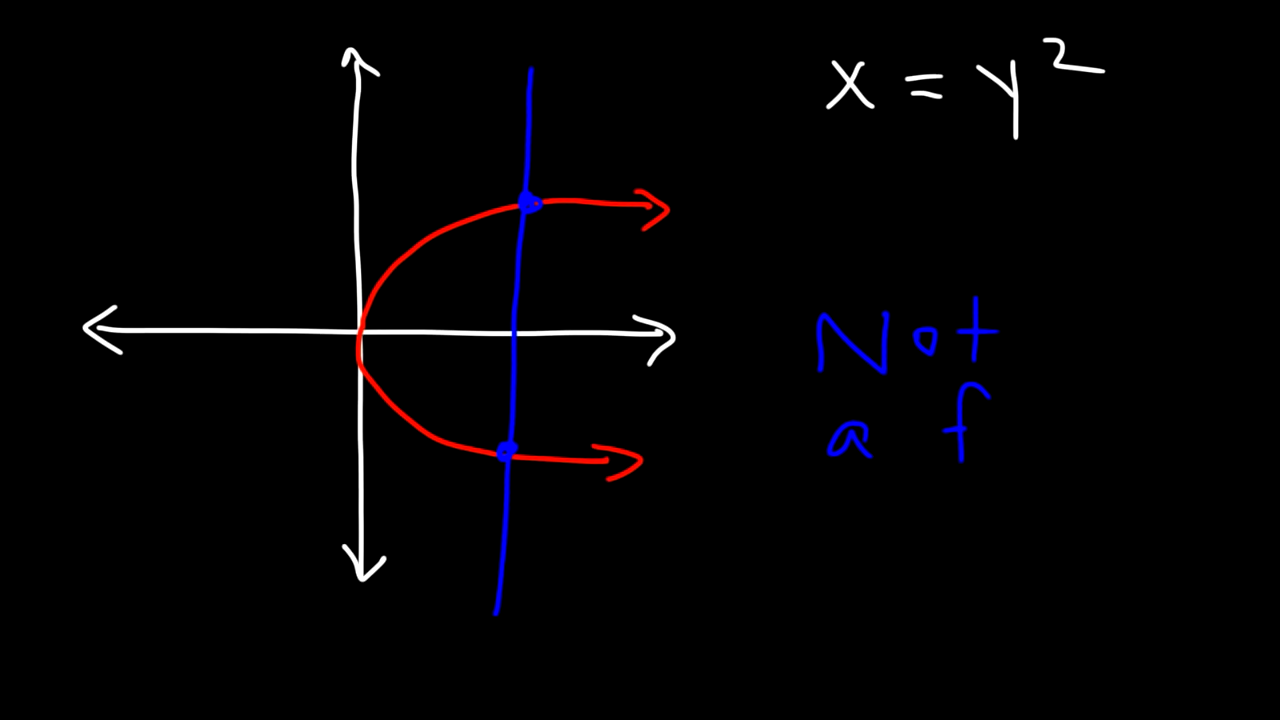 x = y²
Not
a f